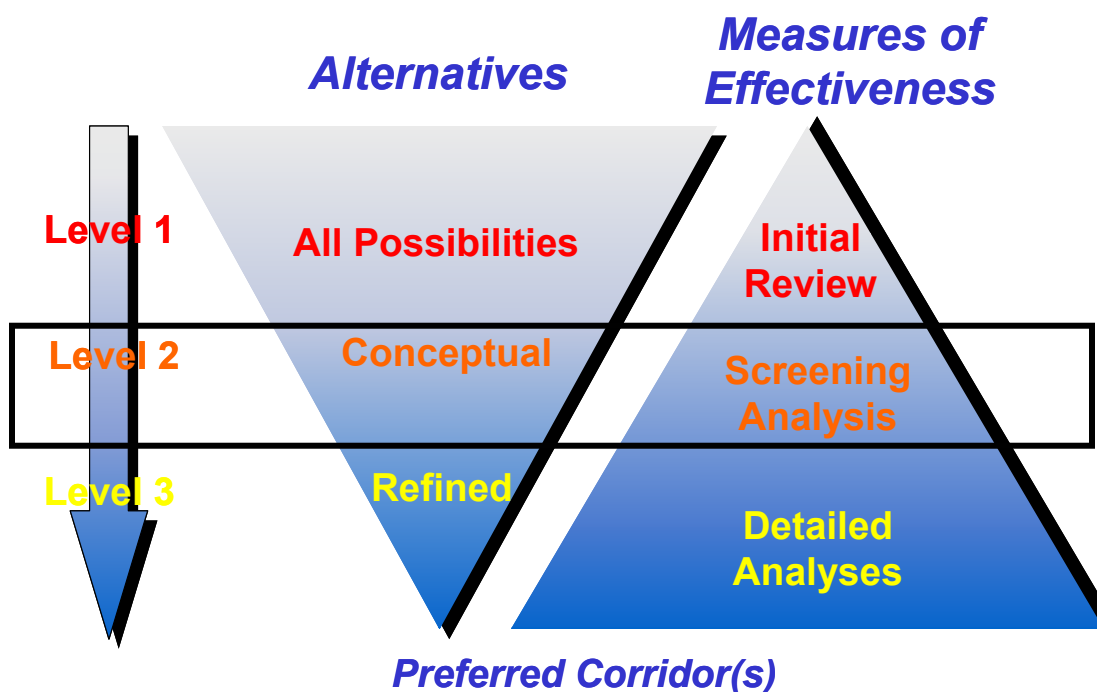 Alternatives
Measures of
Effectiveness
Level 1
All Possibilities
Initial
Review
Level 2
Conceptual
Screening
Analysis
Level 3
Refined
Detailed
Analyses
Preferred Corridor(s)